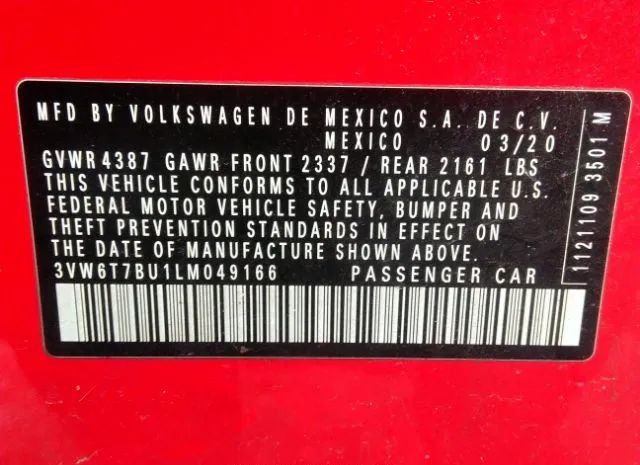 MFD BY VOLKSWAGEN DE MEXICO S.A. DE C.V.
MEXICO 03/20
GVWR 4387 GAWR FRONT 2337 / REAR 2161 LBS
THIS VEHICLE CONFORMS TO ALL APPLICABLE U.S.
FEDERAL MOTOR VEHICLE SAFETY, BUMPER AND
THEFT PREVENTION STANDARDS IN EFFECT ON
THE DATE OF MANUFACTURE SHOWN ABOVE.
3VW6T7BU1LM049166 PASSENGER CAR
1121109 3501 M